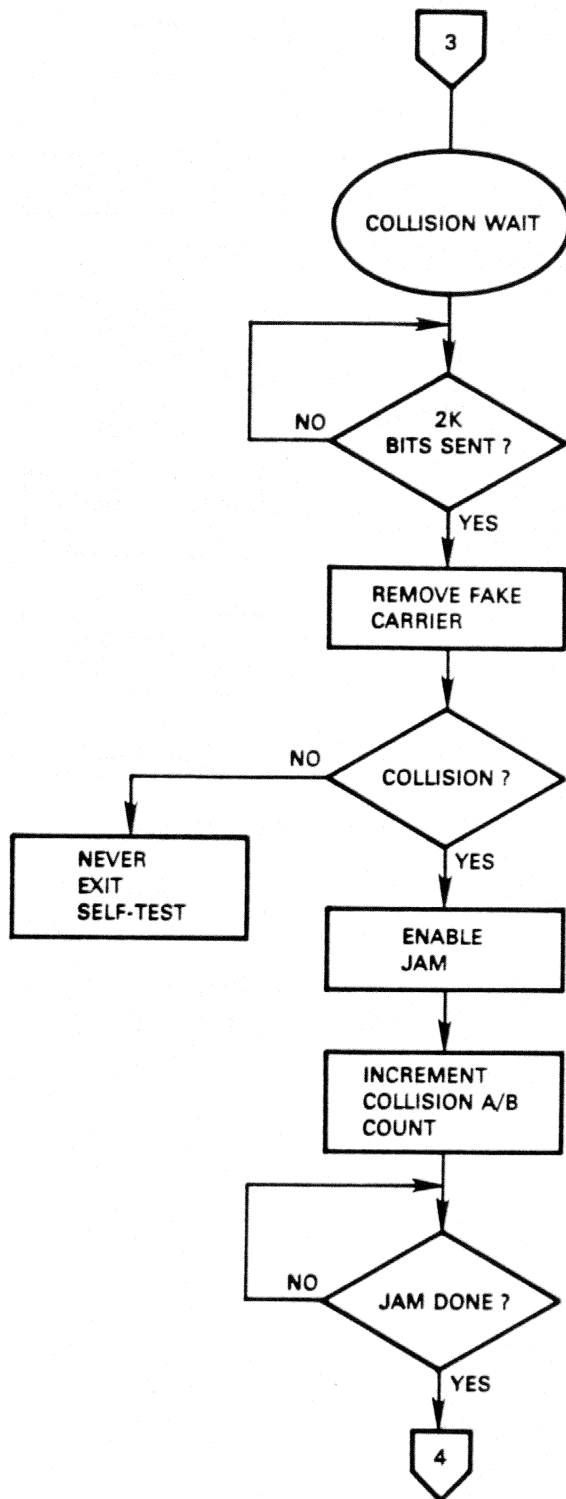 3
COLLISION WAIT
NO
2K
BITS SENT ?
YES
REMOVE FAKE
CARRIER
NO
COLLISION ?
YES
NEVER
EXIT
SELF-TEST
ENABLE
JAM
INCREMENT
COLLISION A/B
COUNT
NO
JAM DONE ?
YES
4